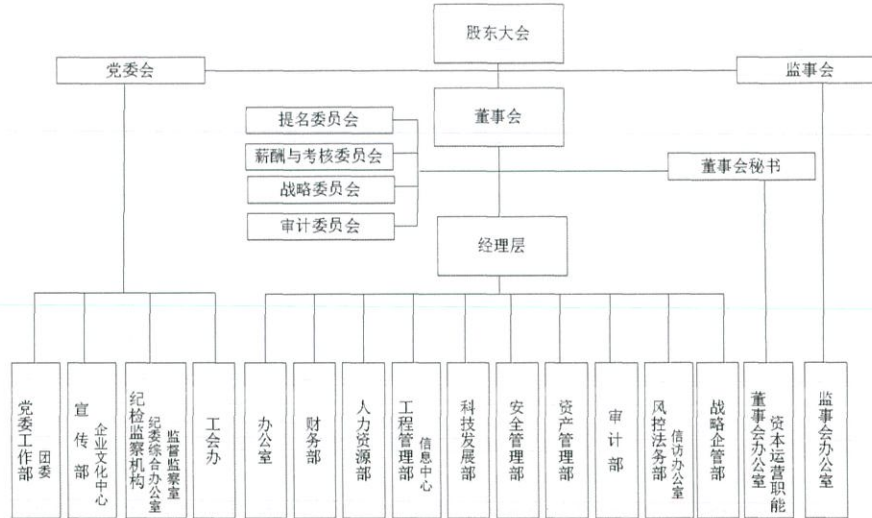 股东大会
党委会
监事会
董事会
提名委员会
薪酬与考核委员会
战略委员会
审计委员会
董事会秘书
经理层
党委工作部
团委
宣传部
企业文化中心
纪检监察机构
纪委综合办公室
监督监察室
工会办
办公室
财务部
人力资源部
工程管理部
信息中心
科技发展部
安全管理部
资产管理部
审计部
风控法务部
信访办公室
战略企管部
董事会办公室
资本运营职能
监事会办公室